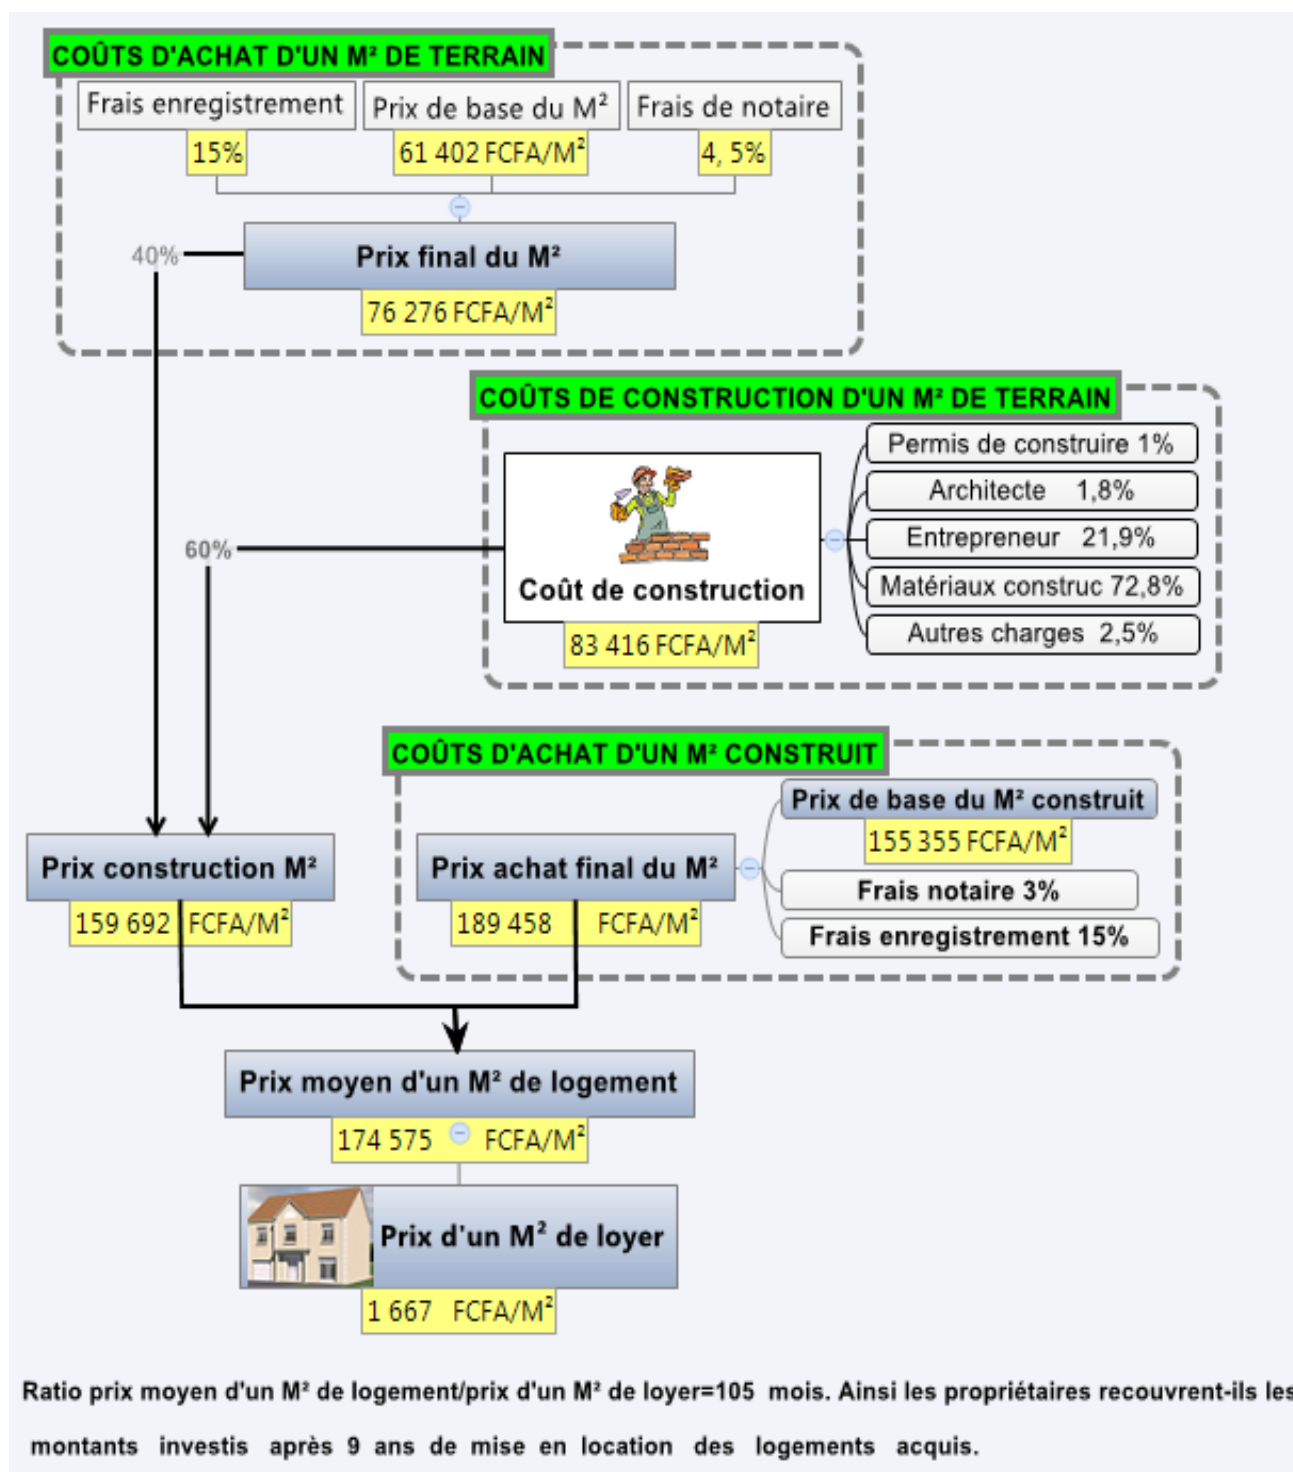 COÛTS D'ACHAT D'UN M² DE TERRAIN
Frais enregistrement
Prix de base du M²
Frais de notaire
15%
61 402 FCFA/M²
4, 5%
40%
Prix final du M²
76 276 FCFA/M²
COÛTS DE CONSTRUCTION D'UN M² DE TERRAIN
Permis de construire 1%
Architecte 1,8%
Entrepreneur 21,9%
Matériaux construc 72,8%
Autres charges 2,5%
60%
Coût de construction
83 416 FCFA/M²
COÛTS D'ACHAT D'UN M² CONSTRUIT
Prix de base du M² construit
155 355 FCFA/M²
Prix construction M²
Prix achat final du M²
Frais notaire 3%
159 692 FCFA/M²
189 458 FCFA/M²
Frais enregistrement 15%
Prix moyen d'un M² de logement
174 575 FCFA/M²
Prix d'un M² de loyer
1 667 FCFA/M²
Ratio prix moyen d'un M² de logement/prix d'un M² de loyer=105 mois. Ainsi les propriétaires recouvrent-ils les
montants investis après 9 ans de mise en location des logements acquis.